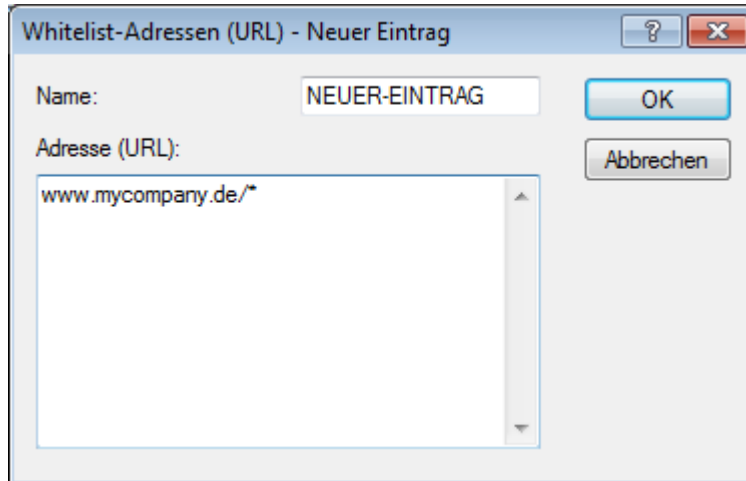 Whitelist-Adressen (URL) - Neuer Eintrag
?
Name:
NEUER-EINTRAG
OK
Adresse (URL):
Abbrechen
www.mycompany.de/*